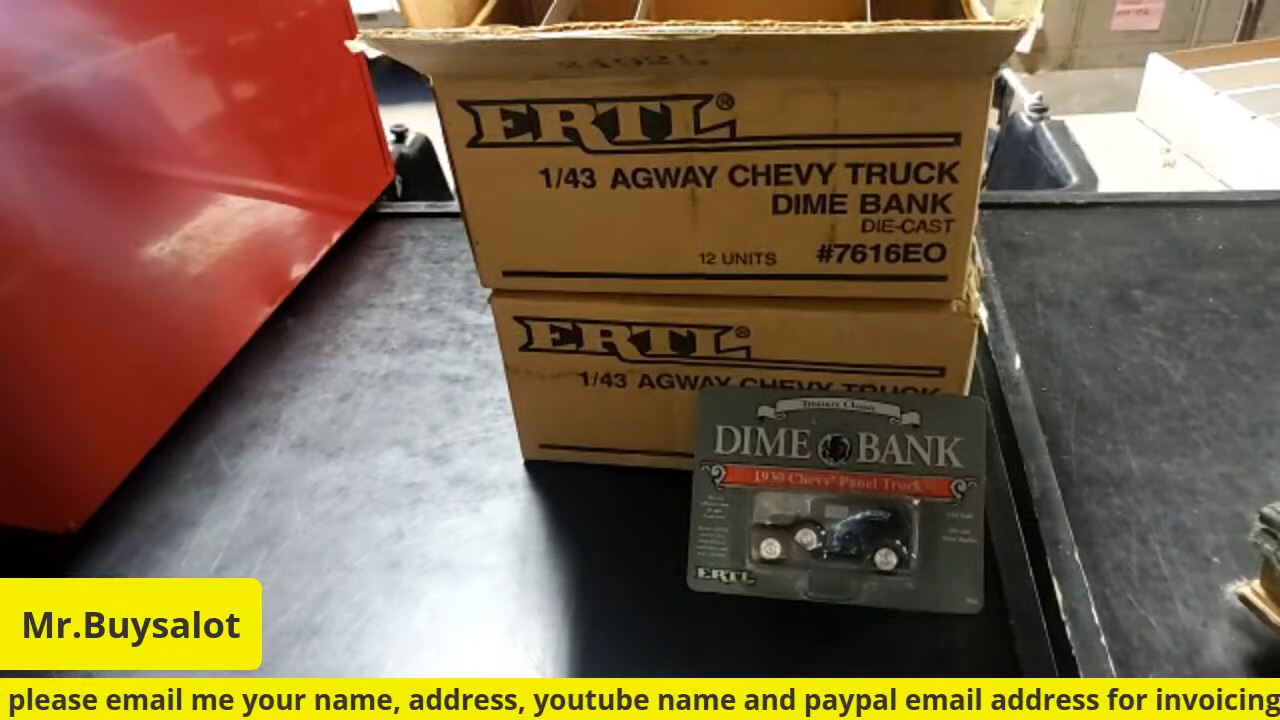 ERTL®
1/43 AGWAY CHEVY TRUCK
DIME BANK
DIE-CAST
12 UNITS #7616EO
ERTL®
1/43 AGWAY CHEVY TRUCK
DIME BANK
1930 Chevy Panel Truck
ERTL
Mr.Buysalot
please email me your name, address, youtube name and paypal email address for invoicing